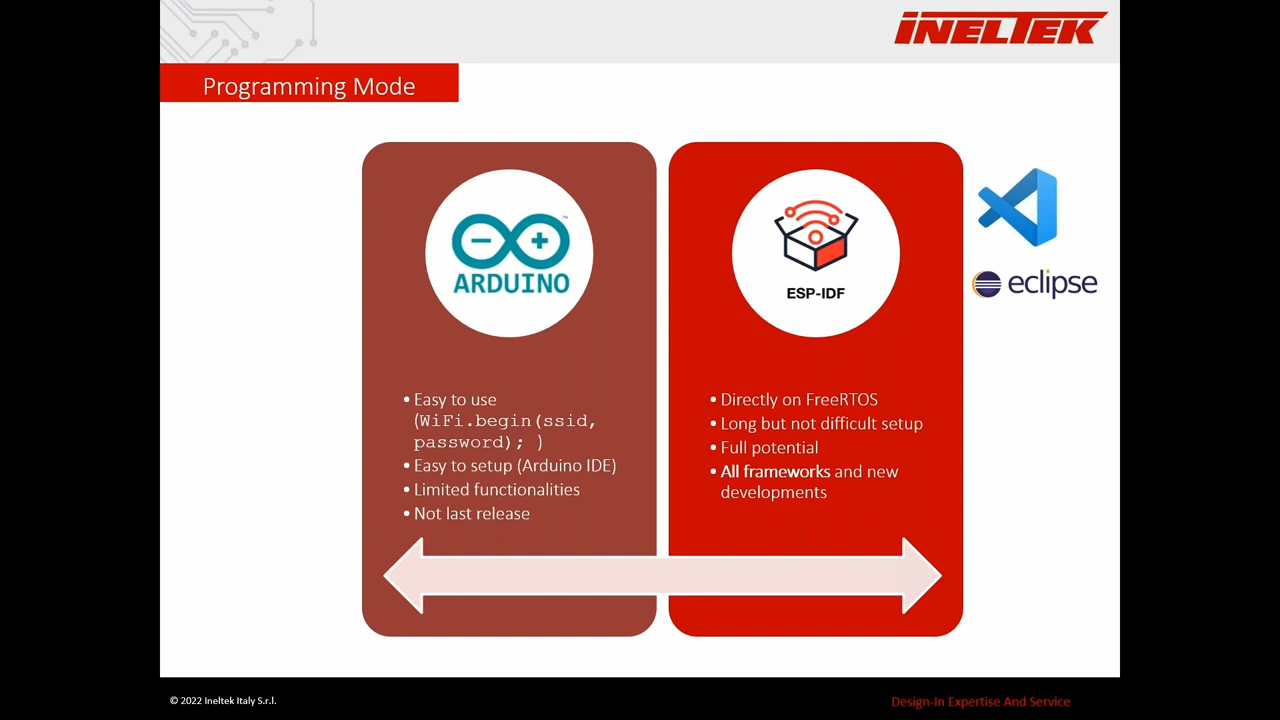 INELTEK
Programming Mode
ARDUINO
™
• Easy to use
(WiFi.begin(ssid,
password); )
• Easy to setup (Arduino IDE)
• Limited functionalities
• Not last release
ESP-IDF
• Directly on FreeRTOS
• Long but not difficult setup
• Full potential
• All frameworks and new
developments
eclipse
© 2022 Ineltek Italy S.r.l.
Design-In Expertise And Service